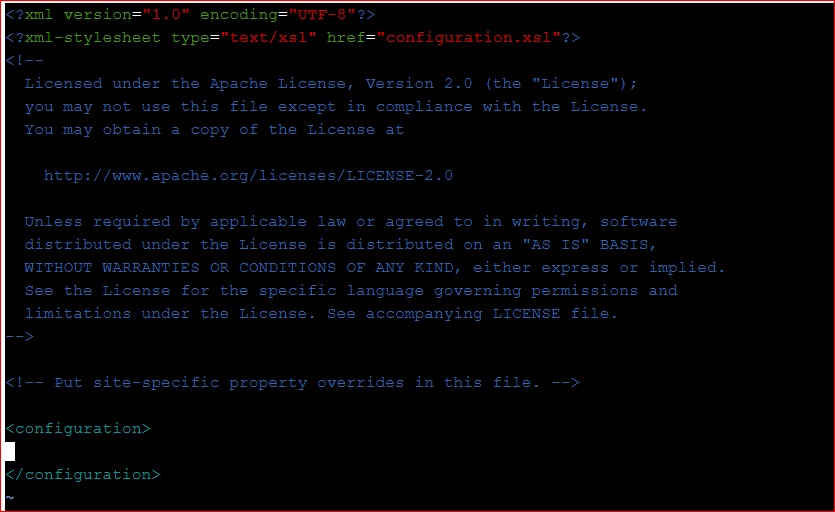 <?xml version="1.0" encoding="UTF-8"?>
<?xml-stylesheet type="text/xsl" href="configuration.xsl"?>
<!--
  Licensed under the Apache License, Version 2.0 (the "License");
  you may not use this file except in compliance with the License.
  You may obtain a copy of the License at

    http://www.apache.org/licenses/LICENSE-2.0

  Unless required by applicable law or agreed to in writing, software
  distributed under the License is distributed on an "AS IS" BASIS,
  WITHOUT WARRANTIES OR CONDITIONS OF ANY KIND, either express or implied.
  See the License for the specific language governing permissions and
  limitations under the License. See accompanying LICENSE file.
-->

<!-- Put site-specific property overrides in this file. -->

<configuration>

</configuration>
~